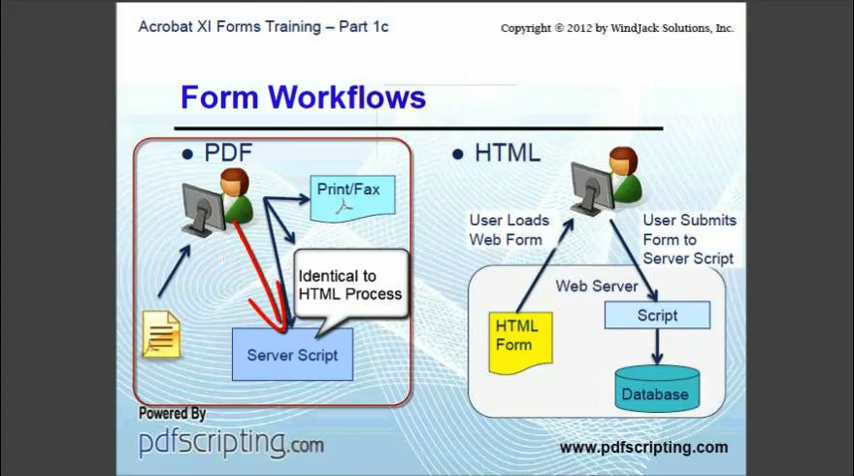 Acrobat XI Forms Training – Part 1c
Copyright © 2012 by WindJack Solutions, Inc.
Form Workflows
• PDF
Print/Fax
Identical to
HTML Process
Server Script
• HTML
User Loads
Web Form
User Submits
Form to
Server Script
Web Server
HTML
Form
Script
Database
Powered By
pdfscripting.com
www.pdfscripting.com